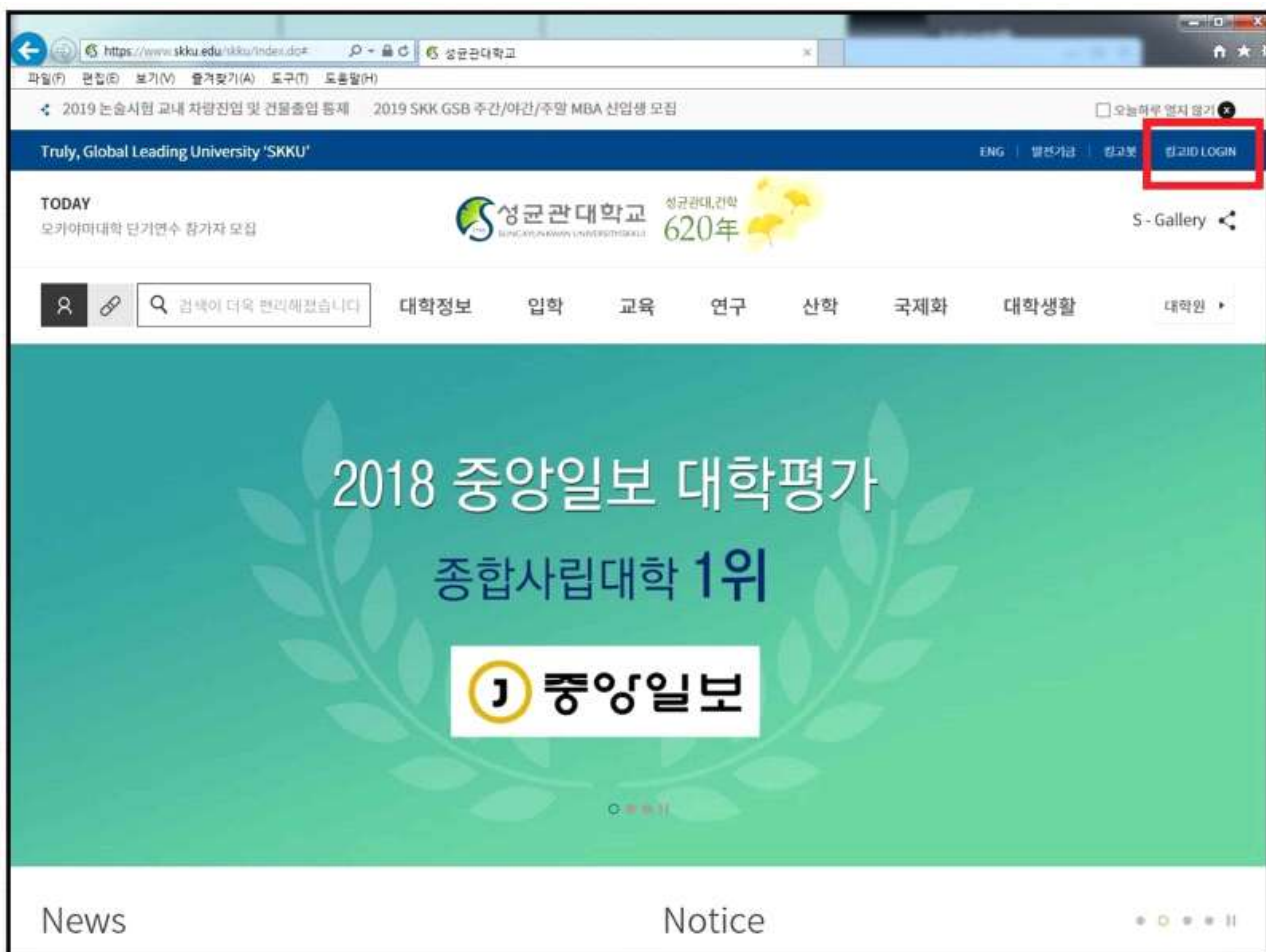 https://www.skku.edu/skku/index.do#
성균관대학교
파일(F) 편집(E) 보기(V) 즐겨찾기(A) 도구(T) 도움말(H)
2019 논술시험 교내 차량진입 및 건물출입 통제 2019 SKK GSB 주간/야간/주말 MBA 신입생 모집 오늘하루 열지 않기
Truly, Global Leading University 'SKKU' ENG 발전기금 킹고봇 킹고ID LOGIN
TODAY
오카야마대학 단기연수 참가자 모집
성균관대학교
SUNGKYUNKWAN UNIVERSITY(SKKU)
성균관대, 건학
620年
S - Gallery
검색이 더욱 편리해졌습니다
대학정보 입학 교육 연구 산학 국제화 대학생활 대학원
2018 중앙일보 대학평가
종합사립대학 1위
J 중앙일보
News Notice